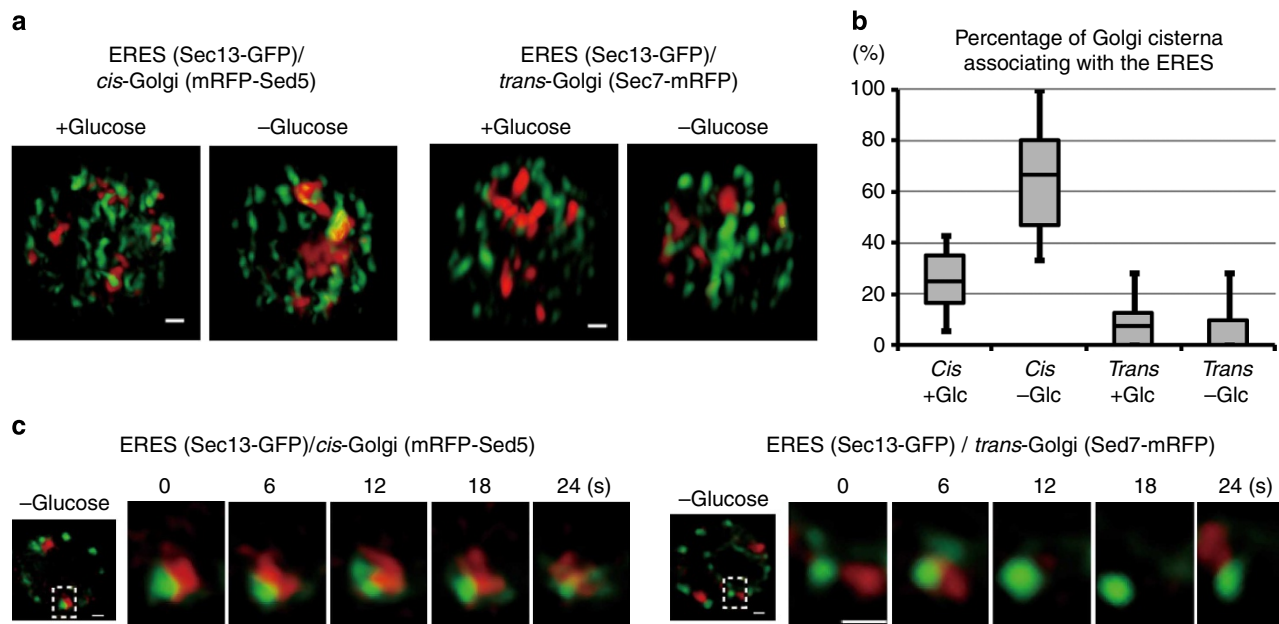 a
ERES (Sec13-GFP)/
cis-Golgi (mRFP-Sed5)
+Glucose
–Glucose
ERES (Sec13-GFP)/
trans-Golgi (Sec7-mRFP)
+Glucose
–Glucose
b
(%)
Percentage of Golgi cisterna
associating with the ERES
100
80
60
40
20
0
Cis
+Glc
Cis
–Glc
Trans
+Glc
Trans
–Glc
c
ERES (Sec13-GFP)/cis-Golgi (mRFP-Sed5)
–Glucose
0 6 12 18 24 (s)
ERES (Sec13-GFP) / trans-Golgi (Sed7-mRFP)
–Glucose
0 6 12 18 24 (s)